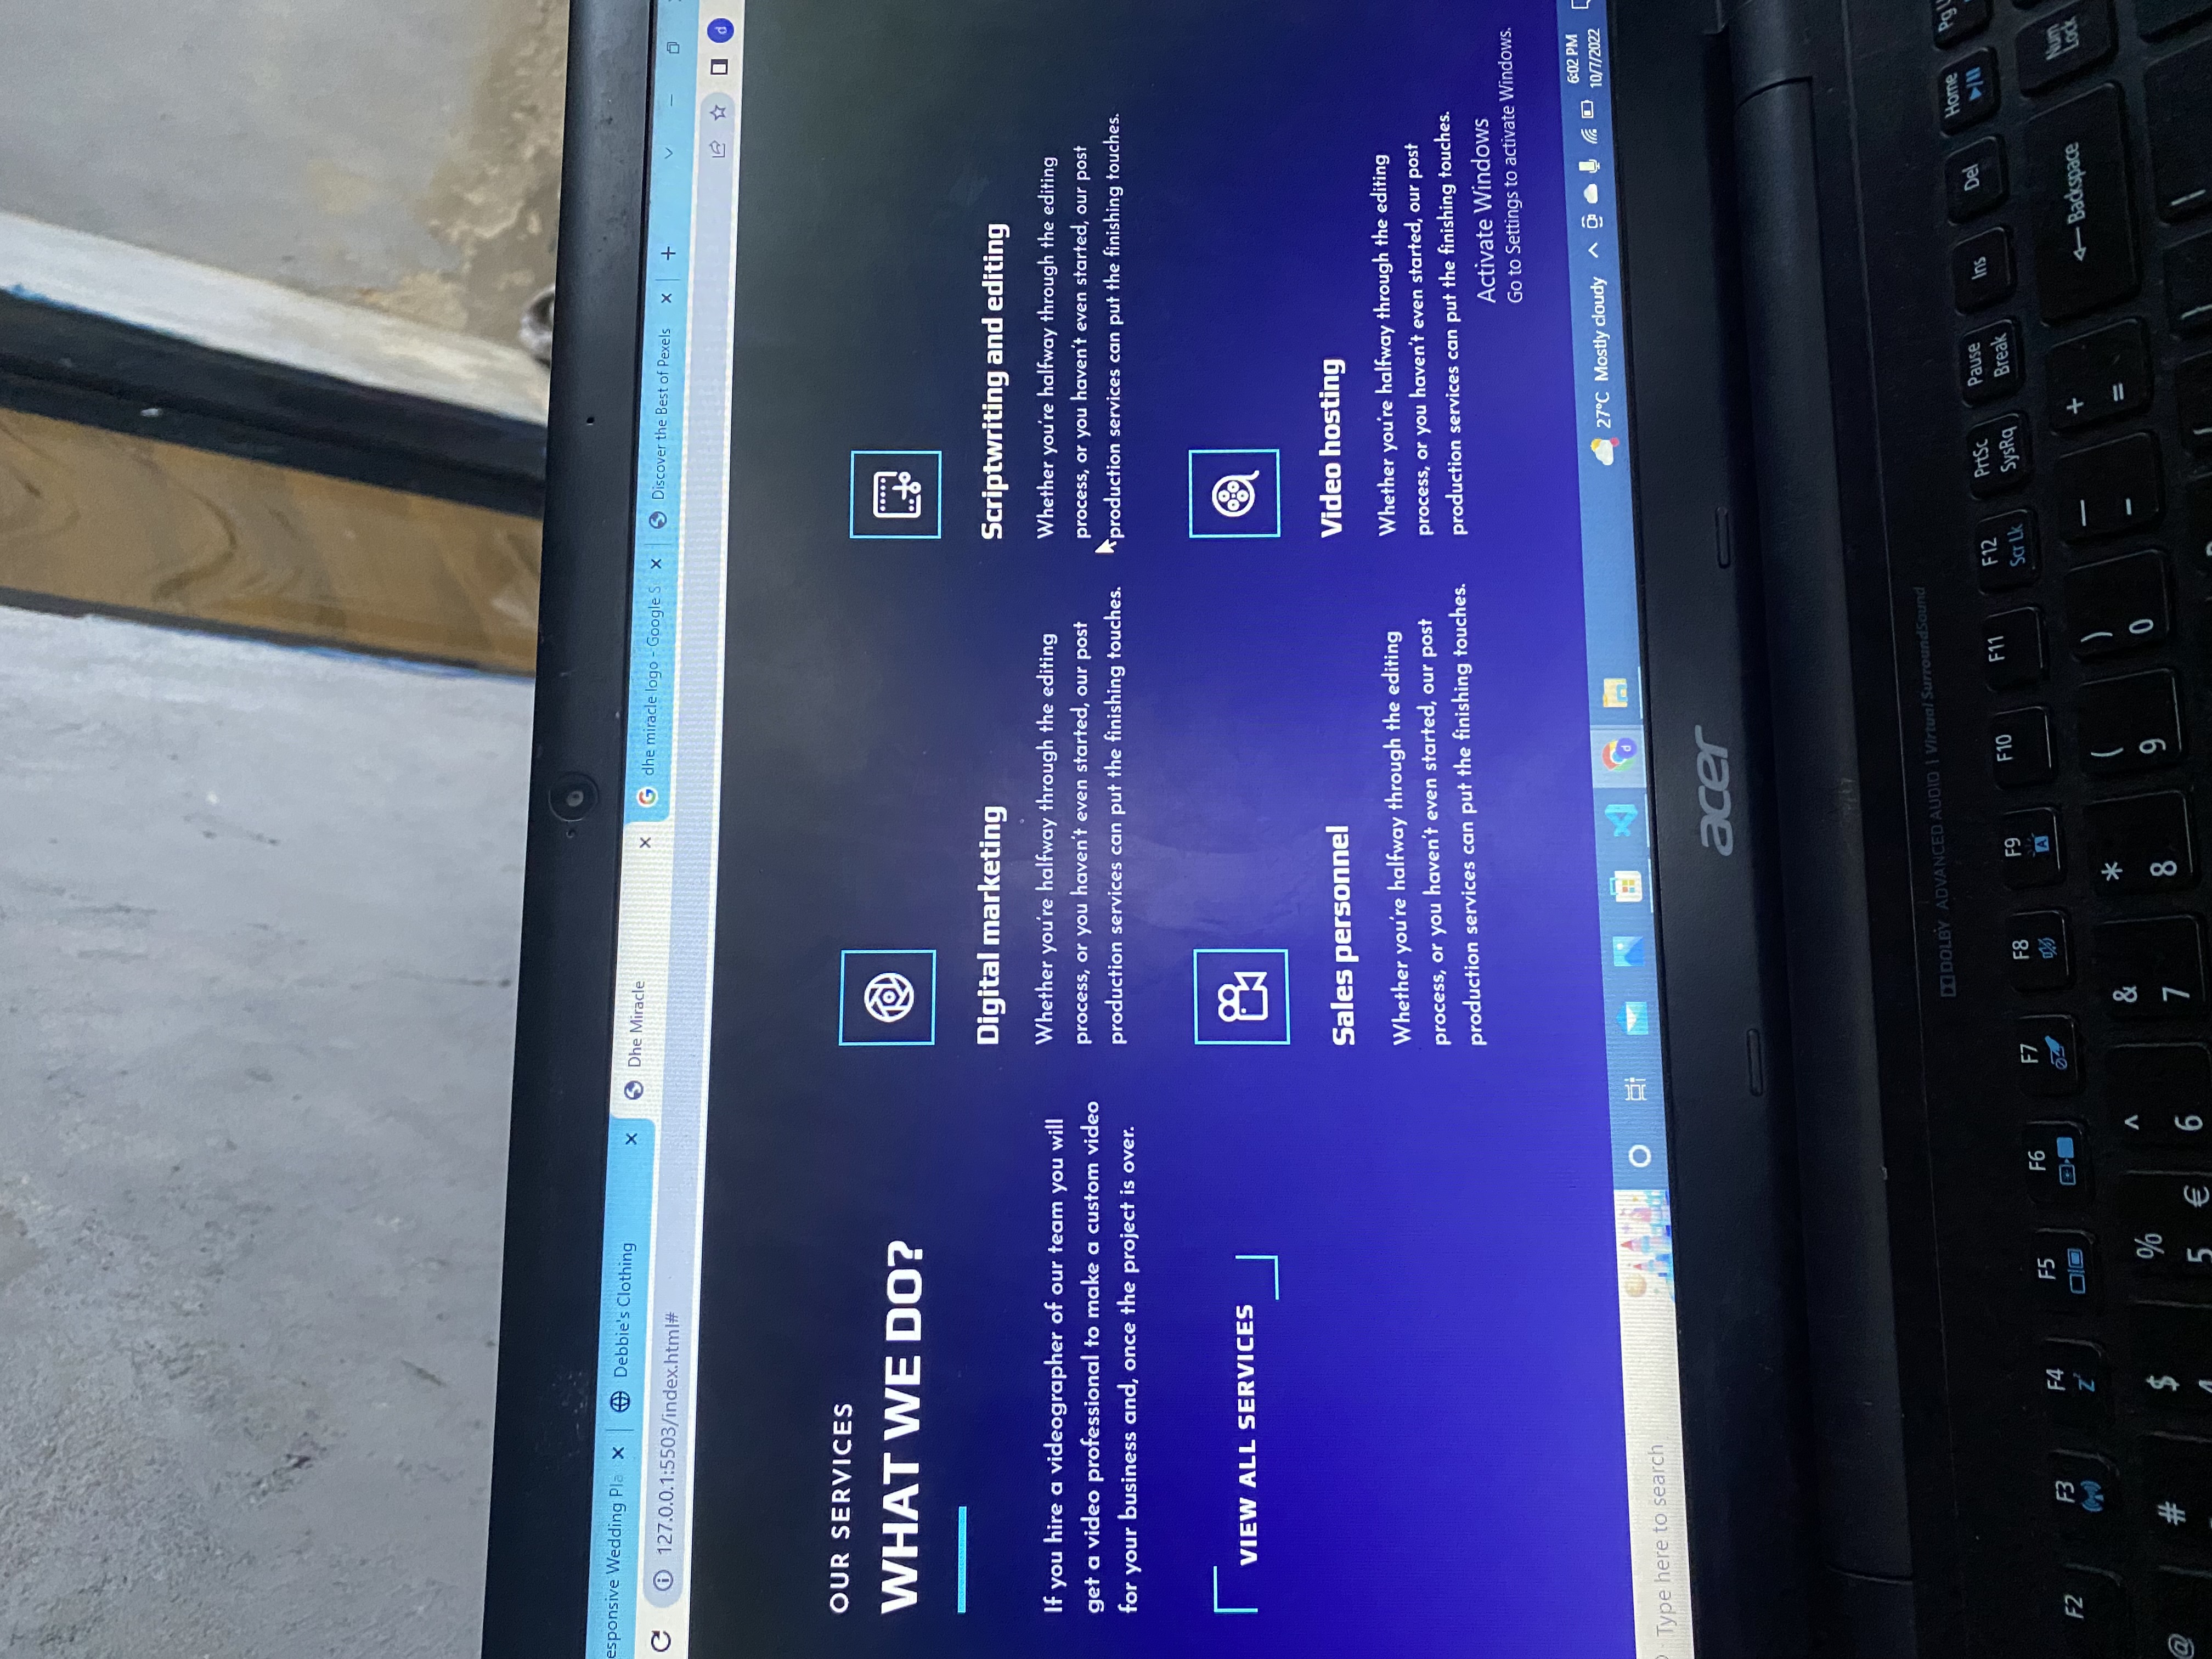 esponsive Wedding Pla
Debbie's Clothing
Dhe Miracle
dhe miracle logo - Google S
Discover the Best of Pexels
127.0.0.1:5503/index.html#
d
OUR SERVICES
WHAT WE DO?
If you hire a videographer of our team you will
get a video professional to make a custom video
for your business and, once the project is over.
VIEW ALL SERVICES
Digital marketing
Whether you're halfway through the editing
process, or you haven't even started, our post
production services can put the finishing touches.
Scriptwriting and editing
Whether you're halfway through the editing
process, or you haven't even started, our post
production services can put the finishing touches.
Sales personnel
Whether you're halfway through the editing
process, or you haven't even started, our post
production services can put the finishing touches.
Video hosting
Whether you're halfway through the editing
process, or you haven't even started, our post
production services can put the finishing touches.
Activate Windows
Go to Settings to activate Windows.
Type here to search
d
27°C Mostly cloudy
6:02 PM
10/7/2022
acer
DOLBY ADVANCED AUDIO | Virtual SurroundSound
F2
F3
F4
Zz
F5
F6
F7
F8
F9
A
F10
F11
F12
Scr Lk
PrtSc
SysRq
Pause
Break
Ins
Del
Home
Pg U
@
#
$
4
%
5 €
^
6
&
7
*
8
(
9
)
0
—
-
+
=
Backspace
Num
Lock